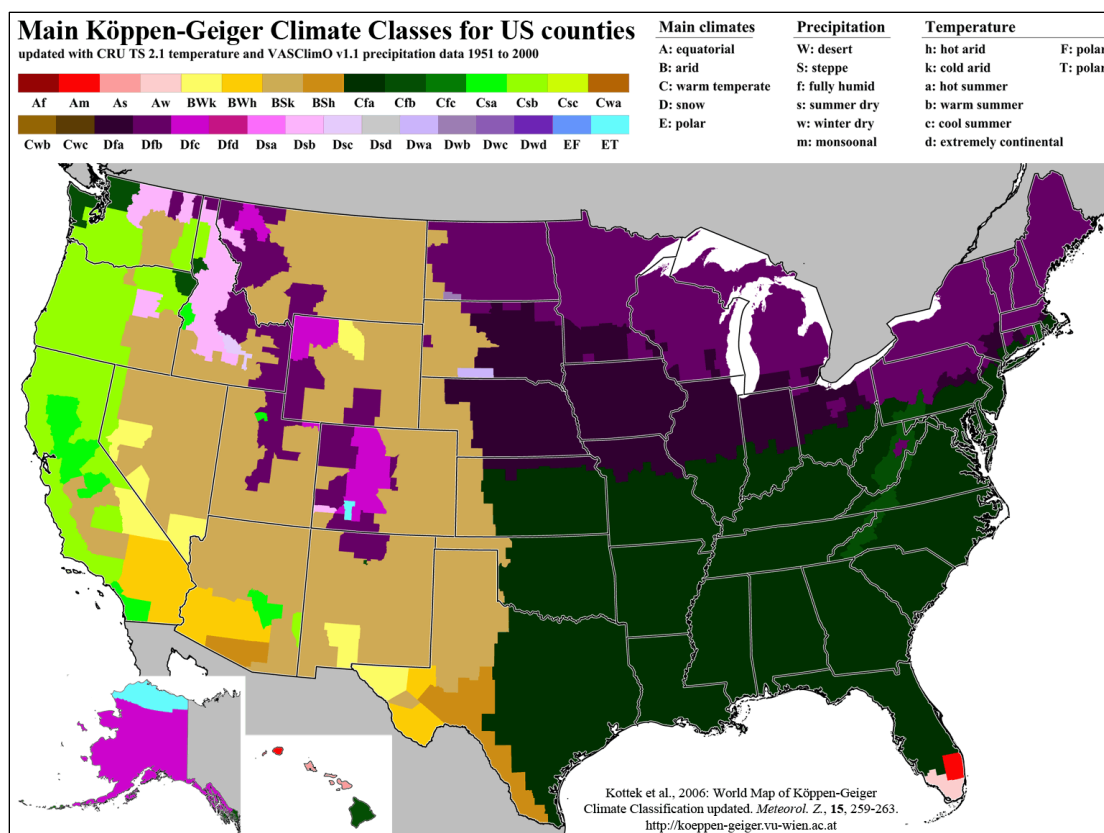 Main Köppen-Geiger Climate Classes for US counties
updated with CRU TS 2.1 temperature and VASClimO v1.1 precipitation data 1951 to 2000
Af Am As Aw BWk BWh BSk BSh Cfa Cfb Cfc Csa Csb Csc Cwa
Cwb Cwc Dfa Dfb Dfc Dfd Dsa Dsb Dsc Dsd Dwa Dwb Dwc Dwd EF ET
Main climates
A: equatorial
B: arid
C: warm temperate
D: snow
E: polar
Precipitation
W: desert
S: steppe
f: fully humid
s: summer dry
w: winter dry
m: monsoonal
Temperature
h: hot arid
k: cold arid
a: hot summer
b: warm summer
c: cool summer
d: extremely continental
F: polar
T: polar
Kottek et al., 2006: World Map of Köppen-Geiger
Climate Classification updated. Meteorol. Z., 15, 259-263.
http://koeppen-geiger.vu-wien.ac.at